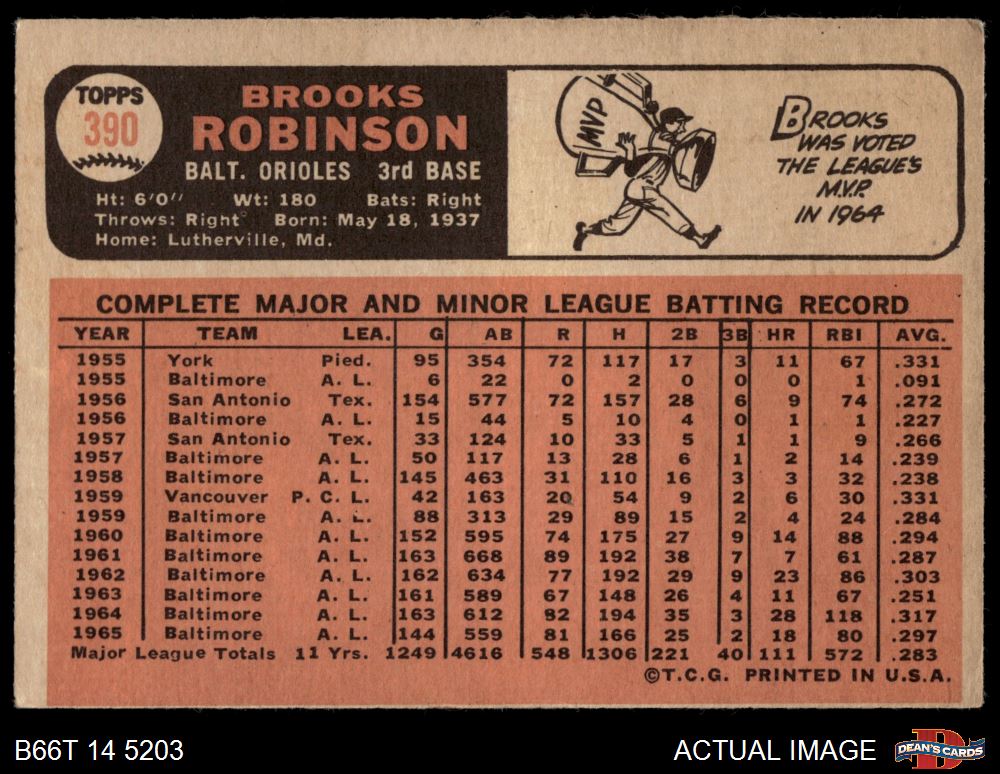 TOPPS
390
BROOKS
ROBINSON
BALT. ORIOLES 3rd BASE
Ht: 6'0" Wt: 180 Bats: Right
Throws: Right Born: May 18, 1937
Home: Lutherville, Md.
MVP
BROOKS
WAS VOTED
THE LEAGUE'S
M.V.P.
IN 1964
COMPLETE MAJOR AND MINOR LEAGUE BATTING RECORD
YEAR TEAM LEA. G AB R H 2B 3B HR RBI AVG.
1955 York Pied. 95 354 72 117 17 3 11 67 .331
1955 Baltimore A. L. 6 22 0 2 0 0 0 1 .091
1956 San Antonio Tex. 154 577 72 157 28 6 9 74 .272
1956 Baltimore A. L. 15 44 5 10 4 0 1 1 .227
1957 San Antonio Tex. 33 124 10 33 5 1 1 9 .266
1957 Baltimore A. L. 50 117 13 28 6 1 2 14 .239
1958 Baltimore A. L. 145 463 31 110 16 3 3 32 .238
1959 Vancouver P. C. L. 42 163 20 54 9 2 6 30 .331
1959 Baltimore A. L. 88 313 29 89 15 2 4 24 .284
1960 Baltimore A. L. 152 595 74 175 27 9 14 88 .294
1961 Baltimore A. L. 163 668 89 192 38 7 7 61 .287
1962 Baltimore A. L. 162 634 77 192 29 9 23 86 .303
1963 Baltimore A. L. 161 589 67 148 26 4 11 67 .251
1964 Baltimore A. L. 163 612 82 194 35 3 28 118 .317
1965 Baltimore A. L. 144 559 81 166 25 2 18 80 .297
Major League Totals 11 Yrs. 1249 4616 548 1306 221 40 111 572 .283
©T.C.G. PRINTED IN U.S.A.
B66T 14 5203
ACTUAL IMAGE
DEAN'S CARDS